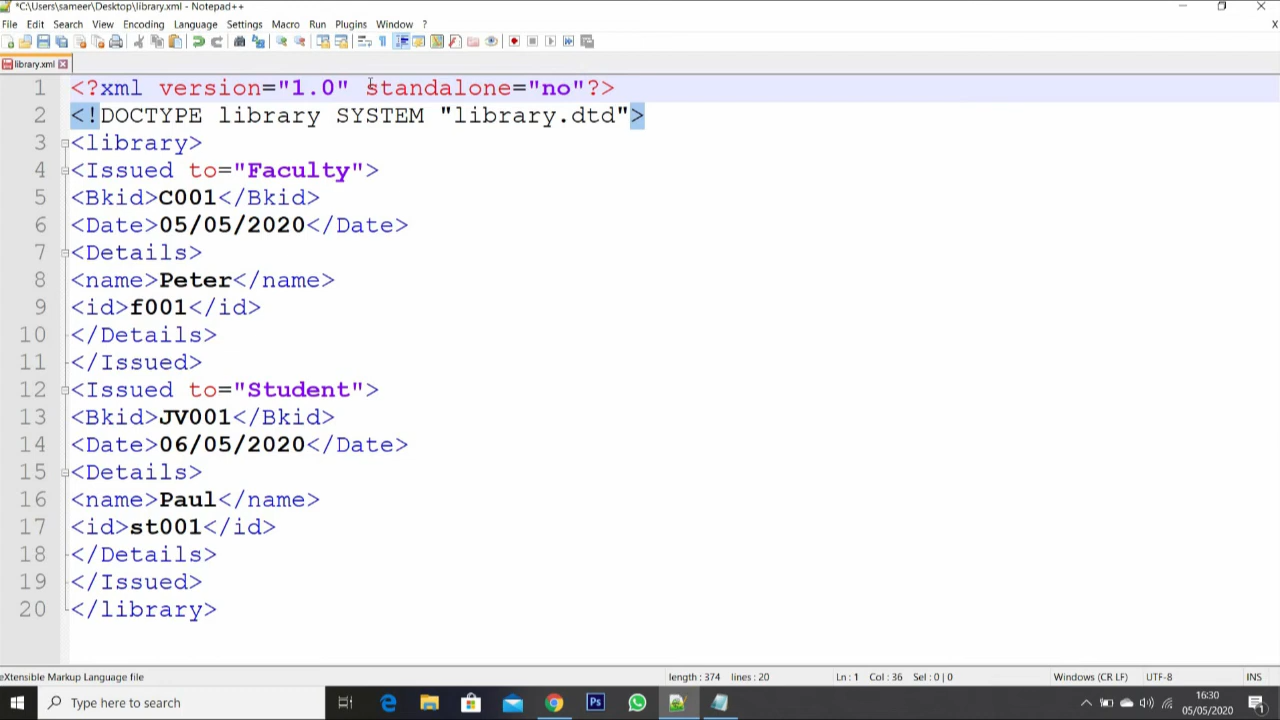 *C:\Users\sameer\Desktop\library.xml - Notepad++
File Edit Search View Encoding Language Settings Macro Run Plugins Window ?
X
library.xml
1 <?xml version="1.0" standalone="no"?>
2 <!DOCTYPE library SYSTEM "library.dtd">
3 <library>
4 <Issued to="Faculty">
5 <Bkid>C001</Bkid>
6 <Date>05/05/2020</Date>
7 <Details>
8 <name>Peter</name>
9 <id>f001</id>
10 </Details>
11 </Issued>
12 <Issued to="Student">
13 <Bkid>JV001</Bkid>
14 <Date>06/05/2020</Date>
15 <Details>
16 <name>Paul</name>
17 <id>st001</id>
18 </Details>
19 </Issued>
20 </library>
eXtensible Markup Language file length : 374 lines : 20 Ln : 1 Col : 36 Sel : 0 | 0 Windows (CR LF) UTF-8 INS
Type here to search Ps 16:30
05/05/2020 1